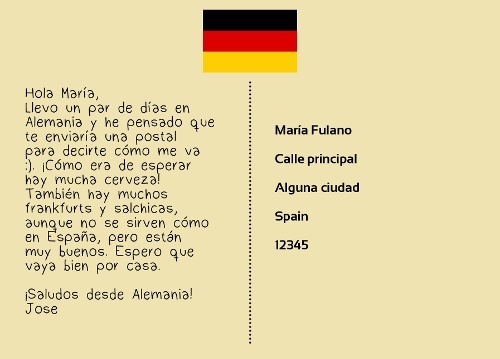 Hola María,
Llevo un par de días en
Alemania y he pensado que
te enviaría una postal
para decirte cómo me va
:). ¡Cómo era de esperar
hay mucha cerveza!
También hay muchos
frankfurts y salchicas,
aunque no se sirven cómo
en España, pero están
muy buenos. Espero que
vaya bien por casa.
¡Saludos desde Alemania!
Jose
María Fulano
Calle principal
Alguna ciudad
Spain
12345